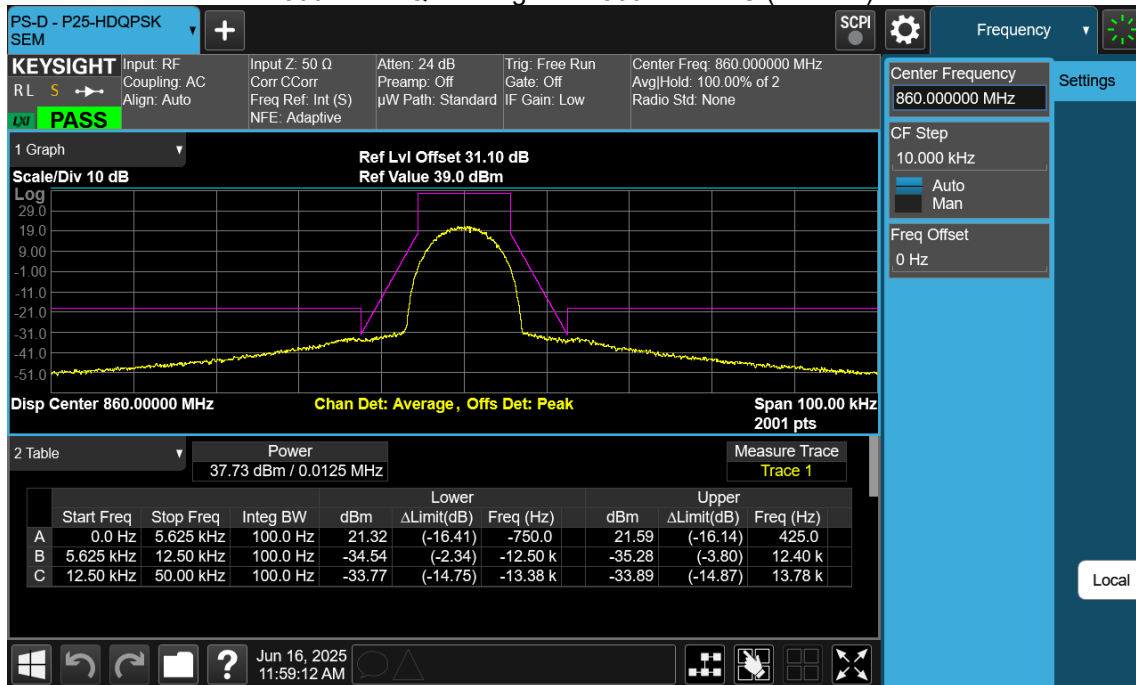 PS-D - P25-HDQPSK
SEM
SCPI
Frequency
KEYSIGHT
R L S
LXI PASS
Input: RF
Coupling: AC
Align: Auto
Input Z: 50 Ω
Corr CCorr
Freq Ref: Int (S)
NFE: Adaptive
Atten: 24 dB
Preamp: Off
µW Path: Standard
Trig: Free Run
Gate: Off
IF Gain: Low
Center Freq: 860.000000 MHz
Avg|Hold: 100.00% of 2
Radio Std: None
Center Frequency
860.000000 MHz
Settings
CF Step
10.000 kHz
Auto
Man
Freq Offset
0 Hz
Local
1 Graph
Scale/Div 10 dB
Ref Lvl Offset 31.10 dB
Ref Value 39.0 dBm
Log
29.0
19.0
9.00
-1.00
-11.0
-21.0
-31.0
-41.0
-51.0
Disp Center 860.00000 MHz
Chan Det: Average , Offs Det: Peak
Span 100.00 kHz
2001 pts
2 Table
Power
37.73 dBm / 0.0125 MHz
Measure Trace
Trace 1
Lower Upper
Start Freq Stop Freq Integ BW dBm ΔLimit(dB) Freq (Hz) dBm ΔLimit(dB) Freq (Hz)
A 0.0 Hz 5.625 kHz 100.0 Hz 21.32 (-16.41) -750.0 21.59 (-16.14) 425.0
B 5.625 kHz 12.50 kHz 100.0 Hz -34.54 (-2.34) -12.50 k -35.28 (-3.80) 12.40 k
C 12.50 kHz 50.00 kHz 100.0 Hz -33.77 (-14.75) -13.38 k -33.89 (-14.87) 13.78 k
?
Jun 16, 2025
11:59:12 AM